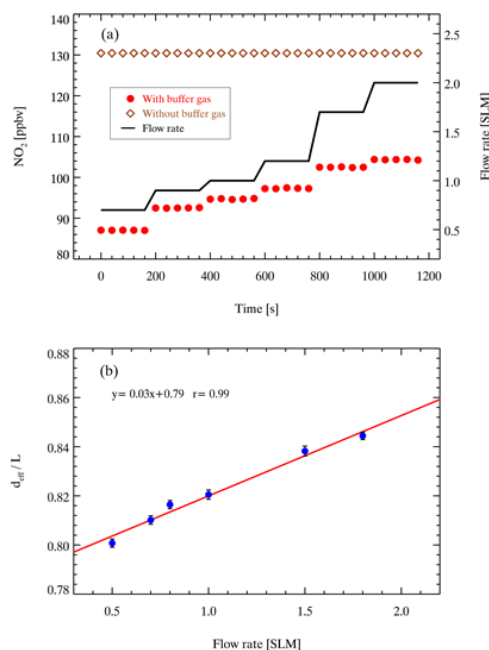 (a)
140
130
120
110
100
90
80
NO₂ [ppbv]
With buffer gas
Without buffer gas
Flow rate
2.5
2.0
1.5
1.0
0.5
Flow rate [SLM]
0 200 400 600 800 1000 1200
Time [s]
(b)
y= 0.03x+0.79 r= 0.99
0.88
0.86
0.84
0.82
0.80
0.78
d_eff / L
0.5 1.0 1.5 2.0
Flow rate [SLM]